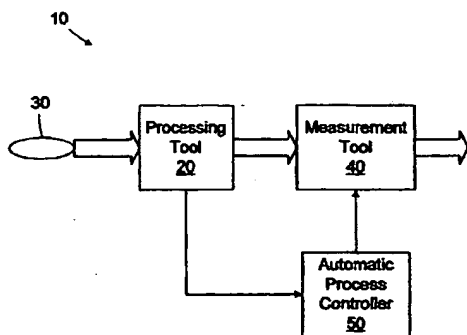 10
30
Processing
Tool
20
Measurement
Tool
40
Automatic
Process
Controller
50